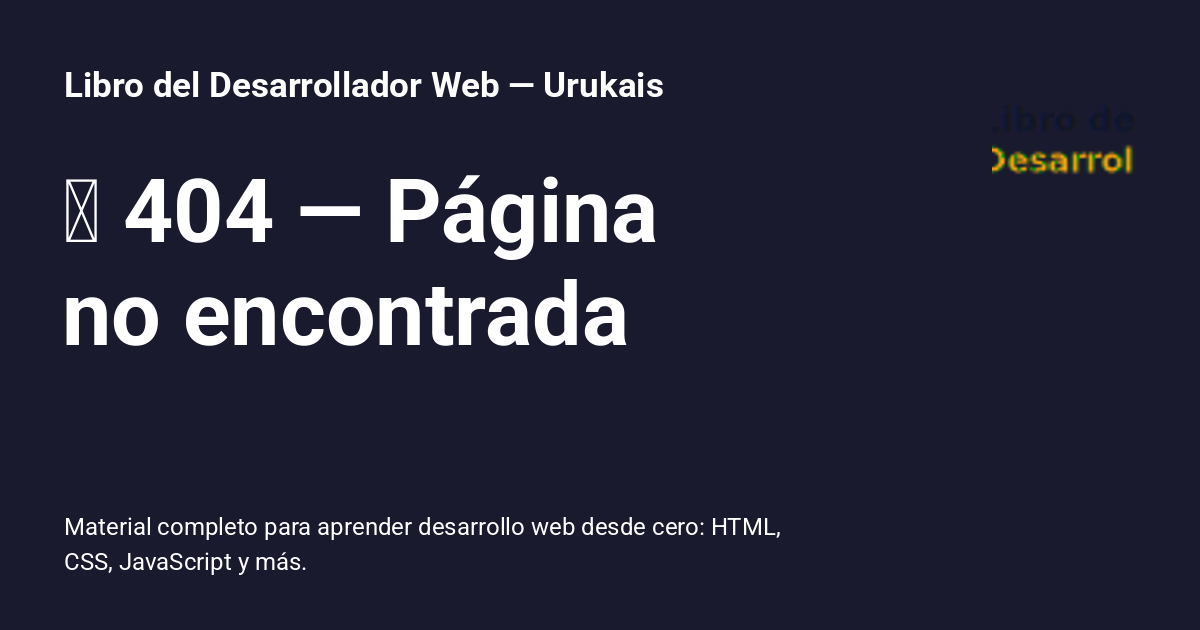 Libro del Desarrollador Web — Urukais
Libro de
Desarrol
404 — Página
no encontrada
Material completo para aprender desarrollo web desde cero: HTML,
CSS, JavaScript y más.